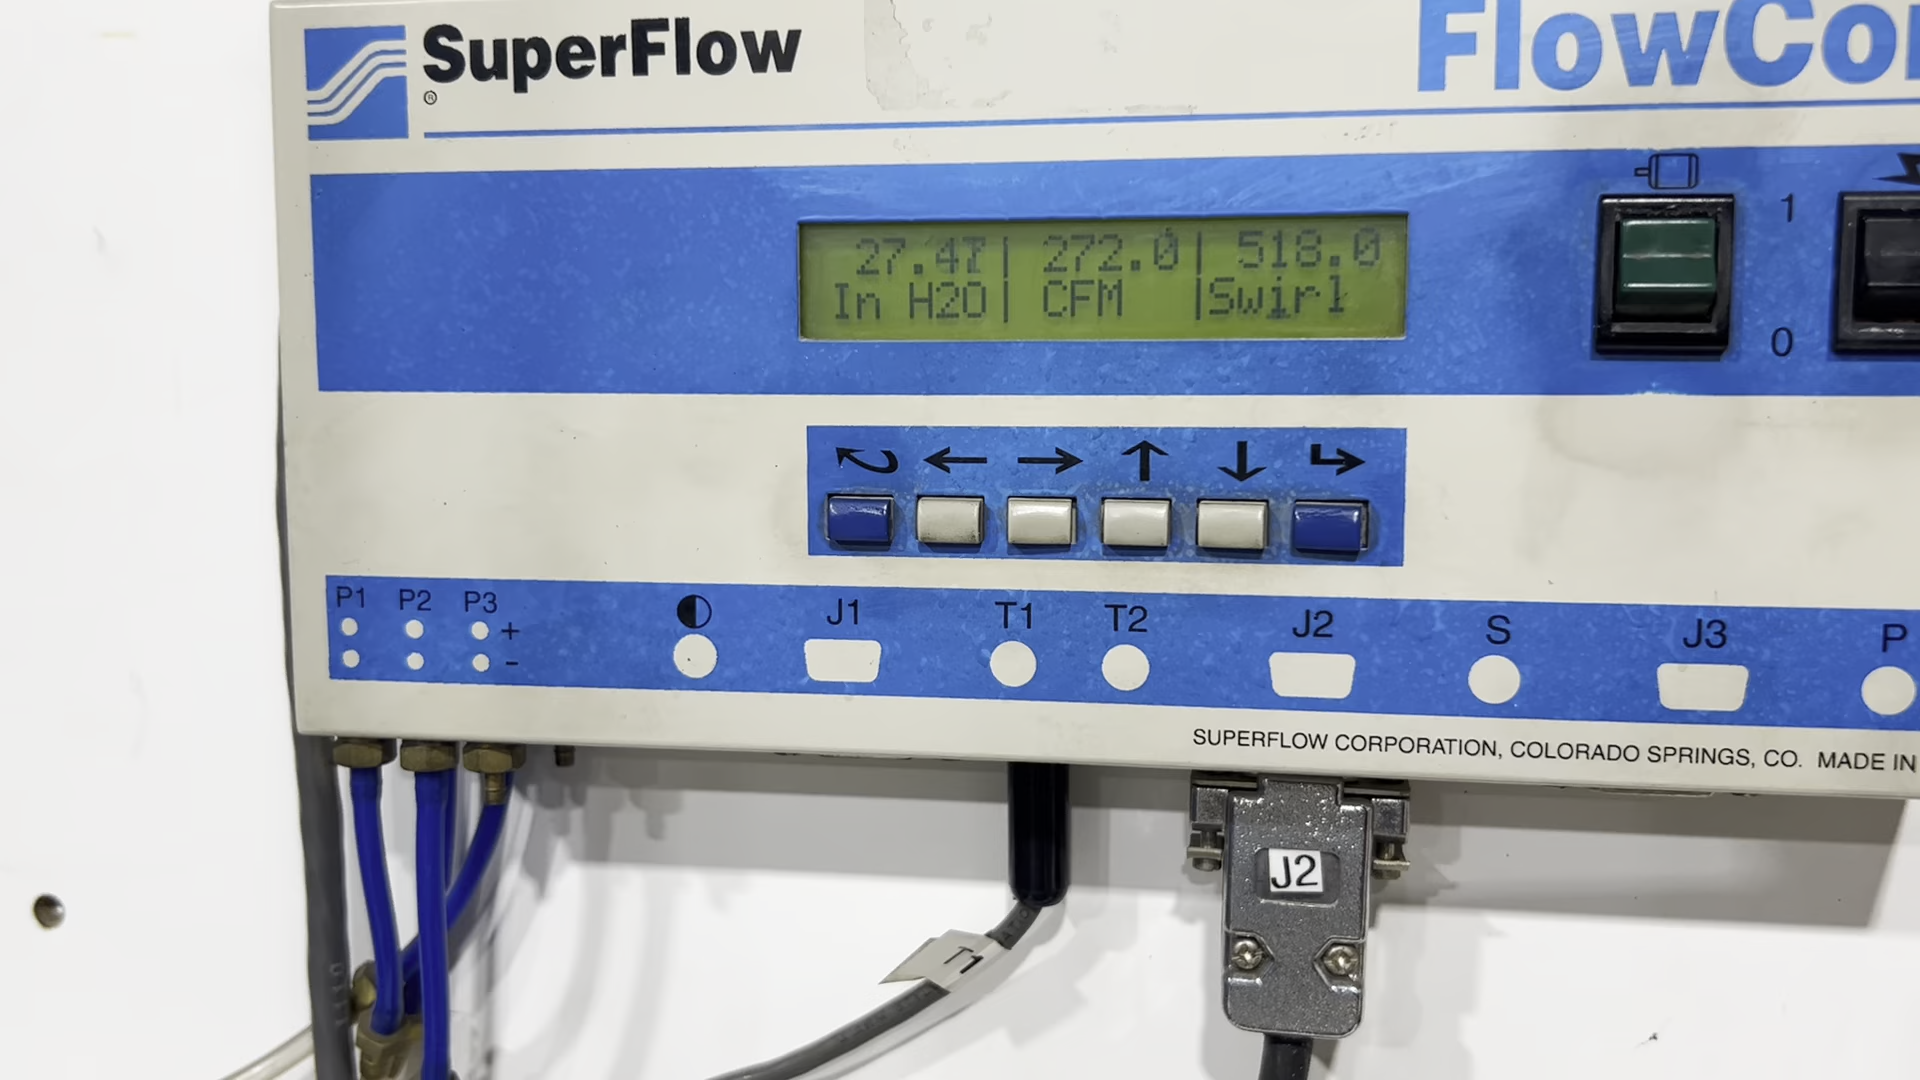 SuperFlow
®
FlowCo
1
27.47| 272.0| 518.0
In H2O| CFM |Swirl
0
P1 P2 P3
+
-
J1 T1 T2 J2 S J3 P
SUPERFLOW CORPORATION, COLORADO SPRINGS, CO. MADE IN
J2
T1